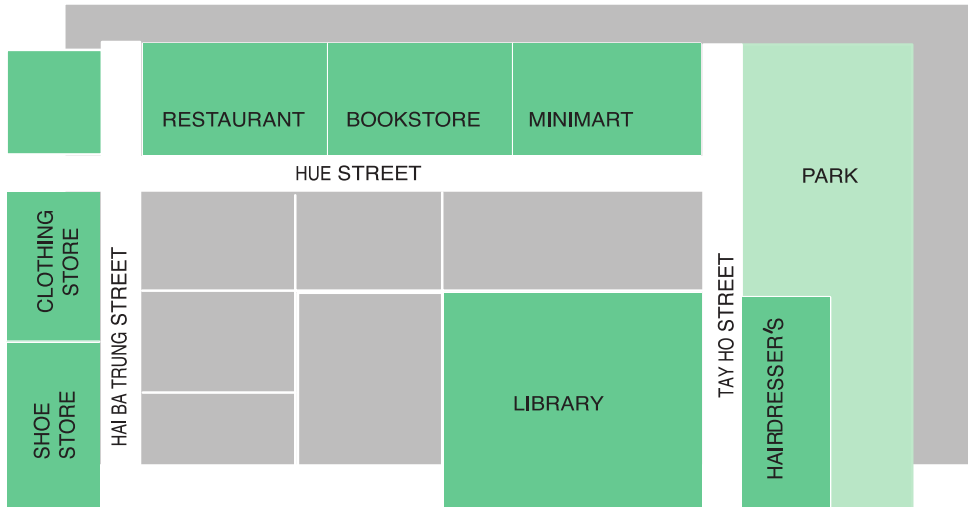 RESTAURANT
BOOKSTORE
MINIMART
HUE STREET
PARK
CLOTHING
STORE
HAI BA TRUNG STREET
TAY HO STREET
SHOE
STORE
LIBRARY
HAIRDRESSER'S